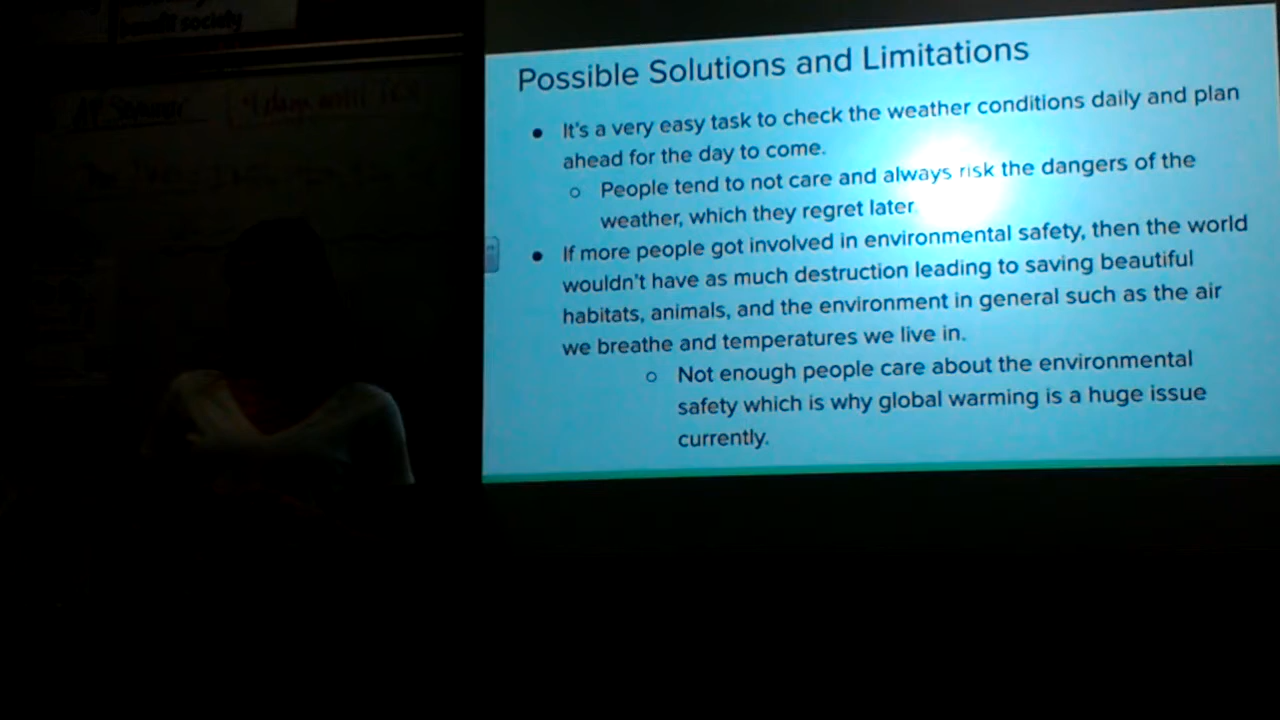 benefit society
AP Seminar
Possible Solutions and Limitations
● It's a very easy task to check the weather conditions daily and plan
ahead for the day to come.
○ People tend to not care and always risk the dangers of the
weather, which they regret later
● If more people got involved in environmental safety, then the world
wouldn't have as much destruction leading to saving beautiful
habitats, animals, and the environment in general such as the air
we breathe and temperatures we live in.
○ Not enough people care about the environmental
safety which is why global warming is a huge issue
currently.